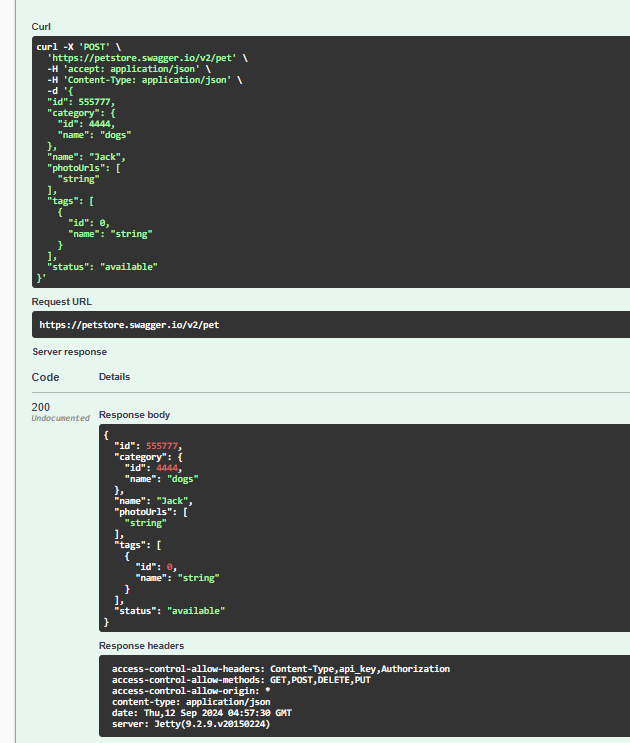 Curl
curl -X 'POST' \
  'https://petstore.swagger.io/v2/pet' \
  -H 'accept: application/json' \
  -H 'Content-Type: application/json' \
  -d '{
  "id": 555777,
  "category": {
    "id": 4444,
    "name": "dogs"
  },
  "name": "Jack",
  "photoUrls": [
    "string"
  ],
  "tags": [
    {
      "id": 0,
      "name": "string"
    }
  ],
  "status": "available"
}'
Request URL
https://petstore.swagger.io/v2/pet
Server response
Code Details
200
Undocumented
Response body
{
  "id": 555777,
  "category": {
    "id": 4444,
    "name": "dogs"
  },
  "name": "Jack",
  "photoUrls": [
    "string"
  ],
  "tags": [
    {
      "id": 0,
      "name": "string"
    }
  ],
  "status": "available"
}
Response headers
access-control-allow-headers: Content-Type,api_key,Authorization
access-control-allow-methods: GET,POST,DELETE,PUT
access-control-allow-origin: *
content-type: application/json
date: Thu,12 Sep 2024 04:57:30 GMT
server: Jetty(9.2.9.v20150224)